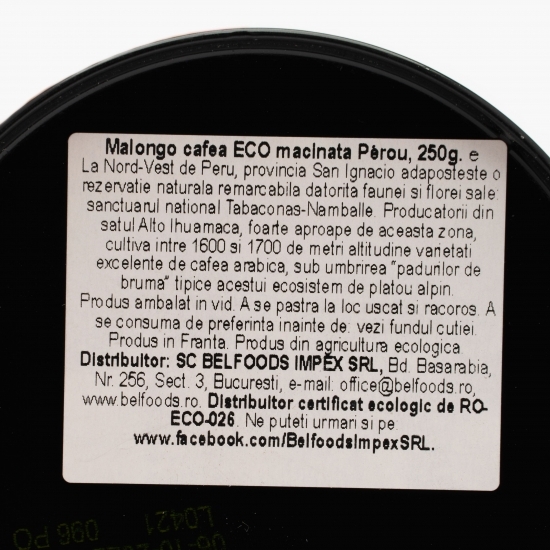 Malongo cafea ECO macinata Pérou, 250g. e
La Nord-Vest de Peru, provincia San Ignacio adaposteste o
rezervatie naturala remarcabila datorita faunei si florei sale:
sanctuarul national Tabaconas-Namballe. Producatorii din
satul Alto Ihuamaca, foarte aproape de aceasta zona,
cultiva intre 1600 si 1700 de metri altitudine varietati
excelente de cafea arabica, sub umbrirea "padurilor de
bruma" tipice acestui ecosistem de platou alpin.
Produs ambalat in vid. A se pastra la loc uscat si racoros. A
se consuma de preferinta inainte de: vezi fundul cutiei.
Produs in Franta. Produs din agricultura ecologica.
Distribuitor: SC BELFOODS IMPEX SRL, Bd. Basarabia,
Nr. 256, Sect. 3, Bucuresti, e-mail: office@belfoods.ro,
www.belfoods.ro. Distribuitor certificat ecologic de RO-
ECO-026. Ne puteti urmari si pe:
www.facebook.com/BelfoodsImpexSRL.
L0421 096 PO